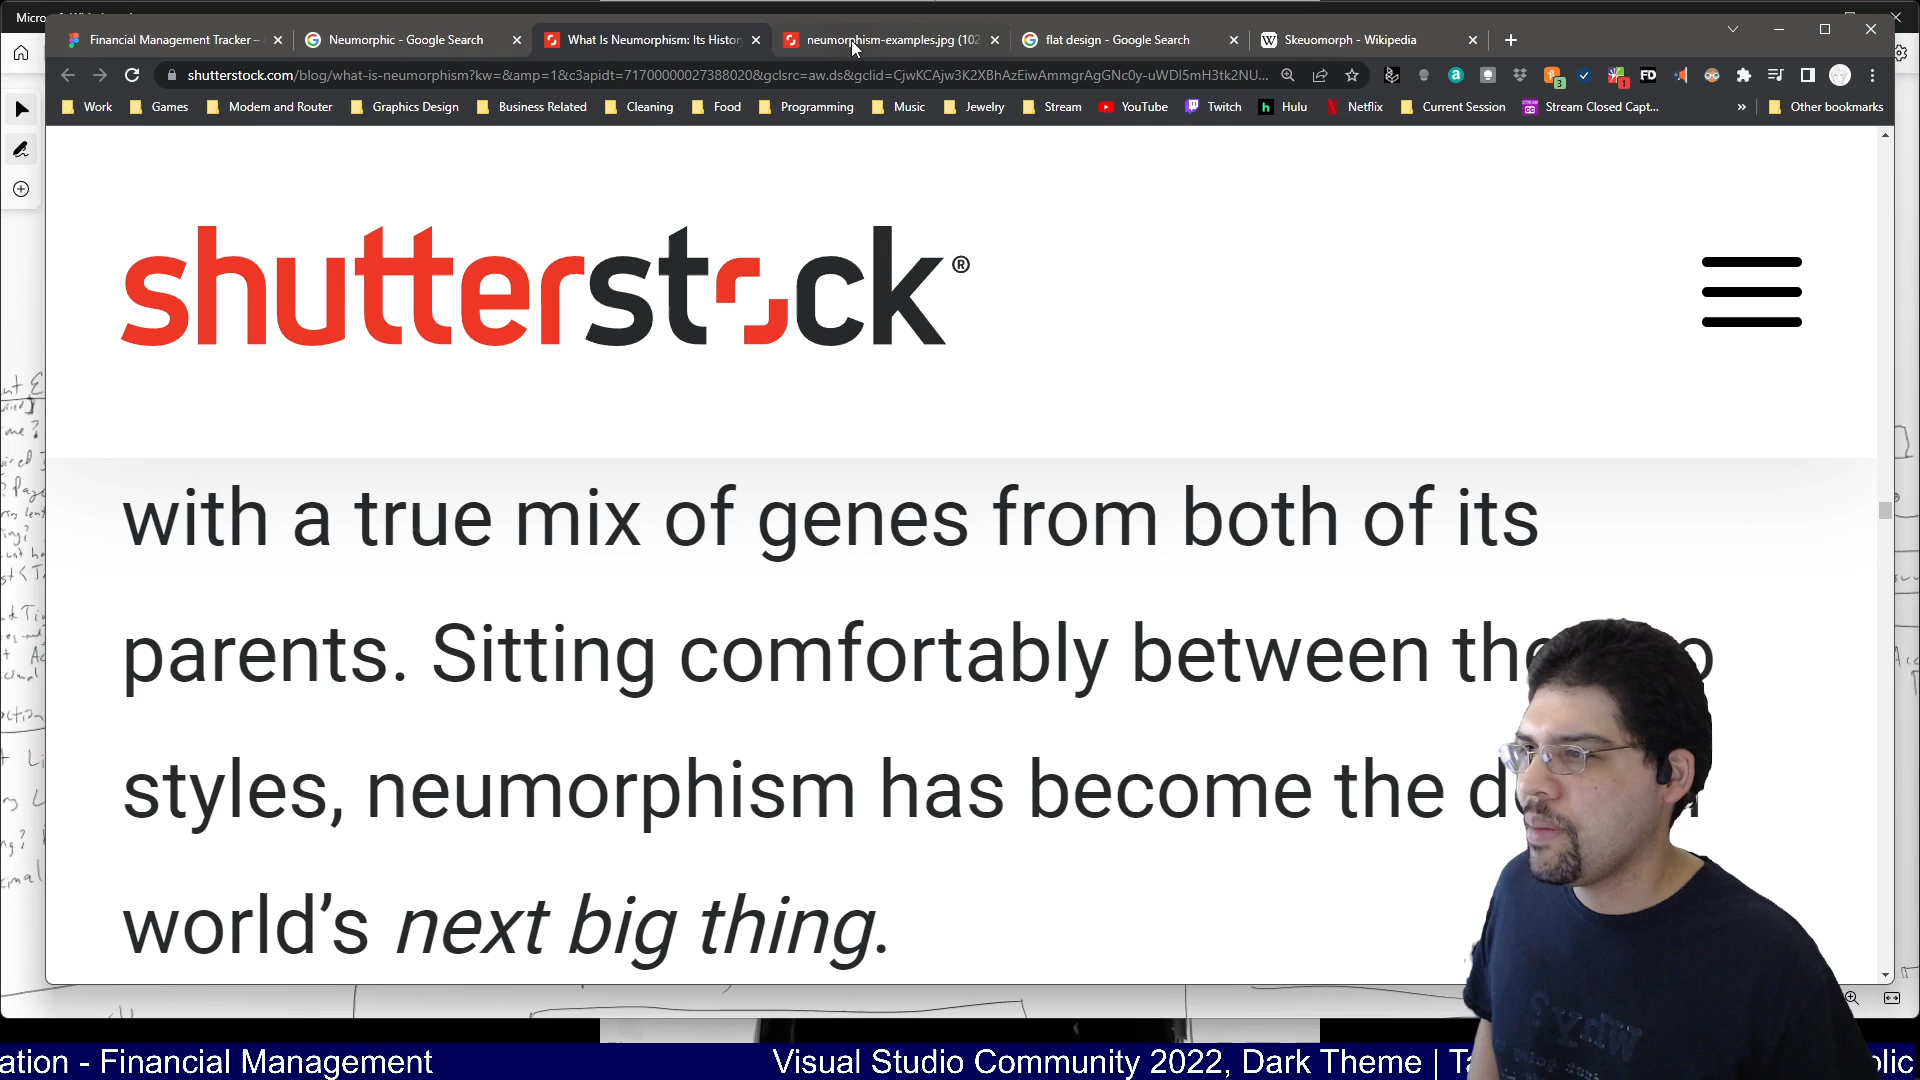 Financial Management Tracker –
Neumorphic - Google Search
What Is Neumorphism: Its Histor
neumorphism-examples.jpg (102
flat design - Google Search
Skeuomorph - Wikipedia
shutterstock.com/blog/what-is-neumorphism?kw=&amp=1&c3apidt=71700000027388020&gclsrc=aw.ds&gclid=CjwKCAjw3K2XBhAzEiwAmmgrAgGNc0y-uWDI5mH3tk2NU...
Work
Games
Modem and Router
Graphics Design
Business Related
Cleaning
Food
Programming
Music
Jewelry
Stream
YouTube
Twitch
Hulu
Netflix
Current Session
Stream Closed Capt...
Other bookmarks
shutterstock®
with a true mix of genes from both of its
parents. Sitting comfortably between
styles, neumorphism has become the
world's next big thing.
ation - Financial Management
Visual Studio Community 2022, Dark Theme |